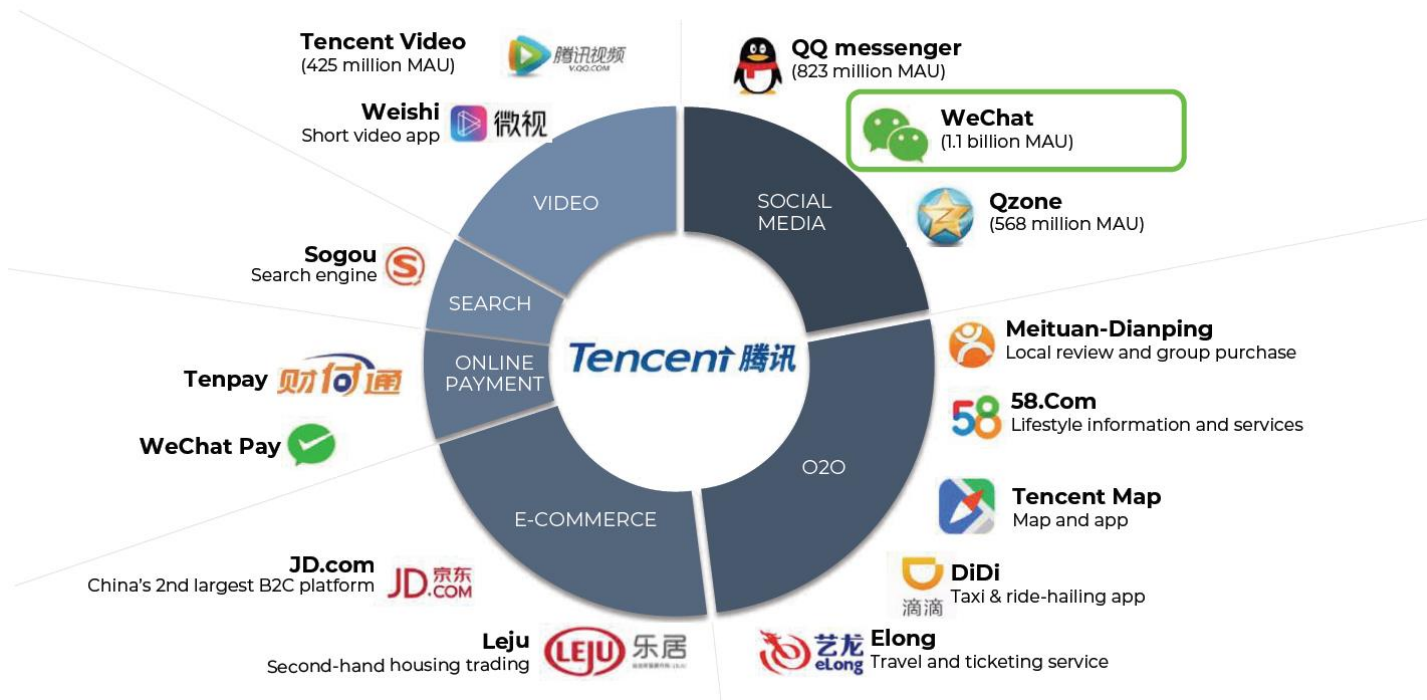 Tencent Video
(425 million MAU)
腾讯视频
V.QQ.COM
Weishi
Short video app
微视
QQ messenger
(823 million MAU)
WeChat
(1.1 billion MAU)
Qzone
(568 million MAU)
VIDEO
SOCIAL
MEDIA
Sogou
Search engine
S
SEARCH
Tenpay
财付通
WeChat Pay
ONLINE
PAYMENT
Tencent 腾讯
Meituan-Dianping
Local review and group purchase
58
58.Com
Lifestyle information and services
O2O
Tencent Map
Map and app
E-COMMERCE
JD.com
China's 2nd largest B2C platform
JD.京东
COM
DiDi
Taxi & ride-hailing app
滴滴
Leju
Second-hand housing trading
LEJU 乐居
艺龙
eLong
Elong
Travel and ticketing service